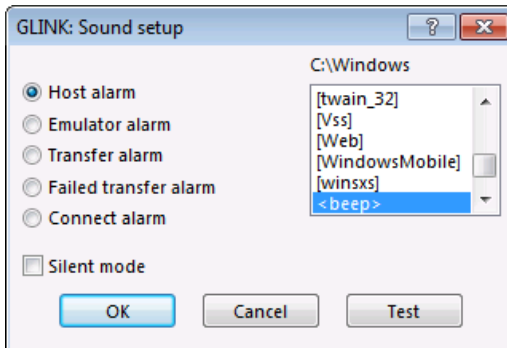 GLINK: Sound setup
C:\Windows
Host alarm
Emulator alarm
Transfer alarm
Failed transfer alarm
Connect alarm
[twain_32]
[Vss]
[Web]
[WindowsMobile]
[winsxs]
<beep>
Silent mode
OK Cancel Test